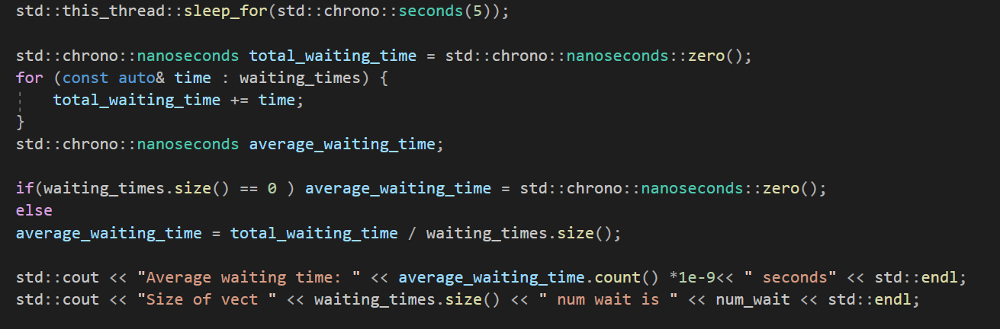 std::this_thread::sleep_for(std::chrono::seconds(5));
std::chrono::nanoseconds total_waiting_time = std::chrono::nanoseconds::zero();
for (const auto& time : waiting_times) {
    total_waiting_time += time;
}
std::chrono::nanoseconds average_waiting_time;
if(waiting_times.size() == 0 ) average_waiting_time = std::chrono::nanoseconds::zero();
else
average_waiting_time = total_waiting_time / waiting_times.size();
std::cout << "Average waiting time: " << average_waiting_time.count() *1e-9<< " seconds" << std::endl;
std::cout << "Size of vect " << waiting_times.size() << " num wait is " << num_wait << std::endl;